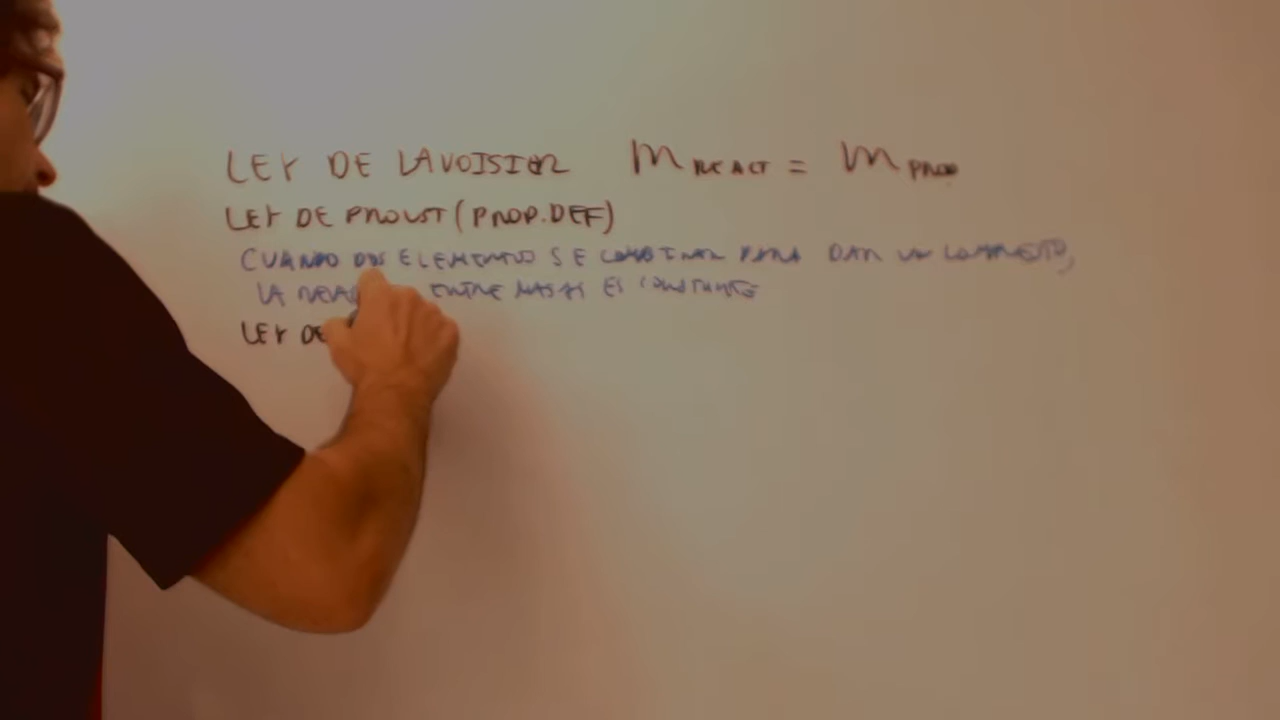 LEY DE LAVOISIER m REACT = m PROD
LEY DE PROUST (PROP. DEF)
CUANDO DOS ELEMENTOS SE COMBINAN PARA DAR UN COMPUESTO,
LA ENTRE MASAS ES CONSTANTE
LEY DE